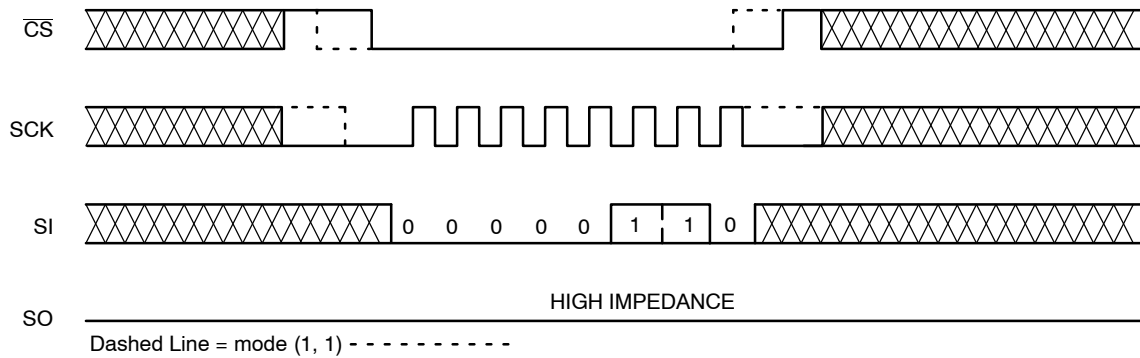 CS
SCK
SI
0 0 0 0 0 1 1 0
HIGH IMPEDANCE
SO
Dashed Line = mode (1, 1)